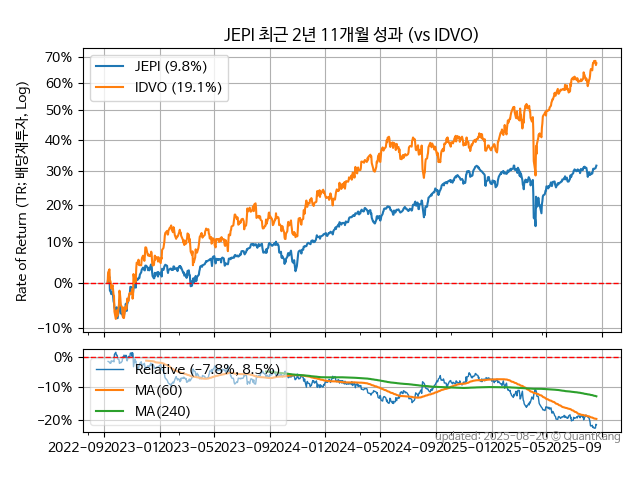 JEPI 최근 2년 11개월 성과 (vs IDVO)
Rate of Return (TR: 배당재투자, Log)
70%
60%
50%
40%
30%
20%
10%
0%
−10%
JEPI (9.8%)
IDVO (19.1%)
0%
−10%
−20%
Relative (−7.8%, 8.5%)
MA(60)
MA(240)
updated: 2025-08-20 © QuantKang
2022-09 2023-01 2023-05 2023-09 2024-01 2024-05 2024-09 2025-01 2025-05 2025-09